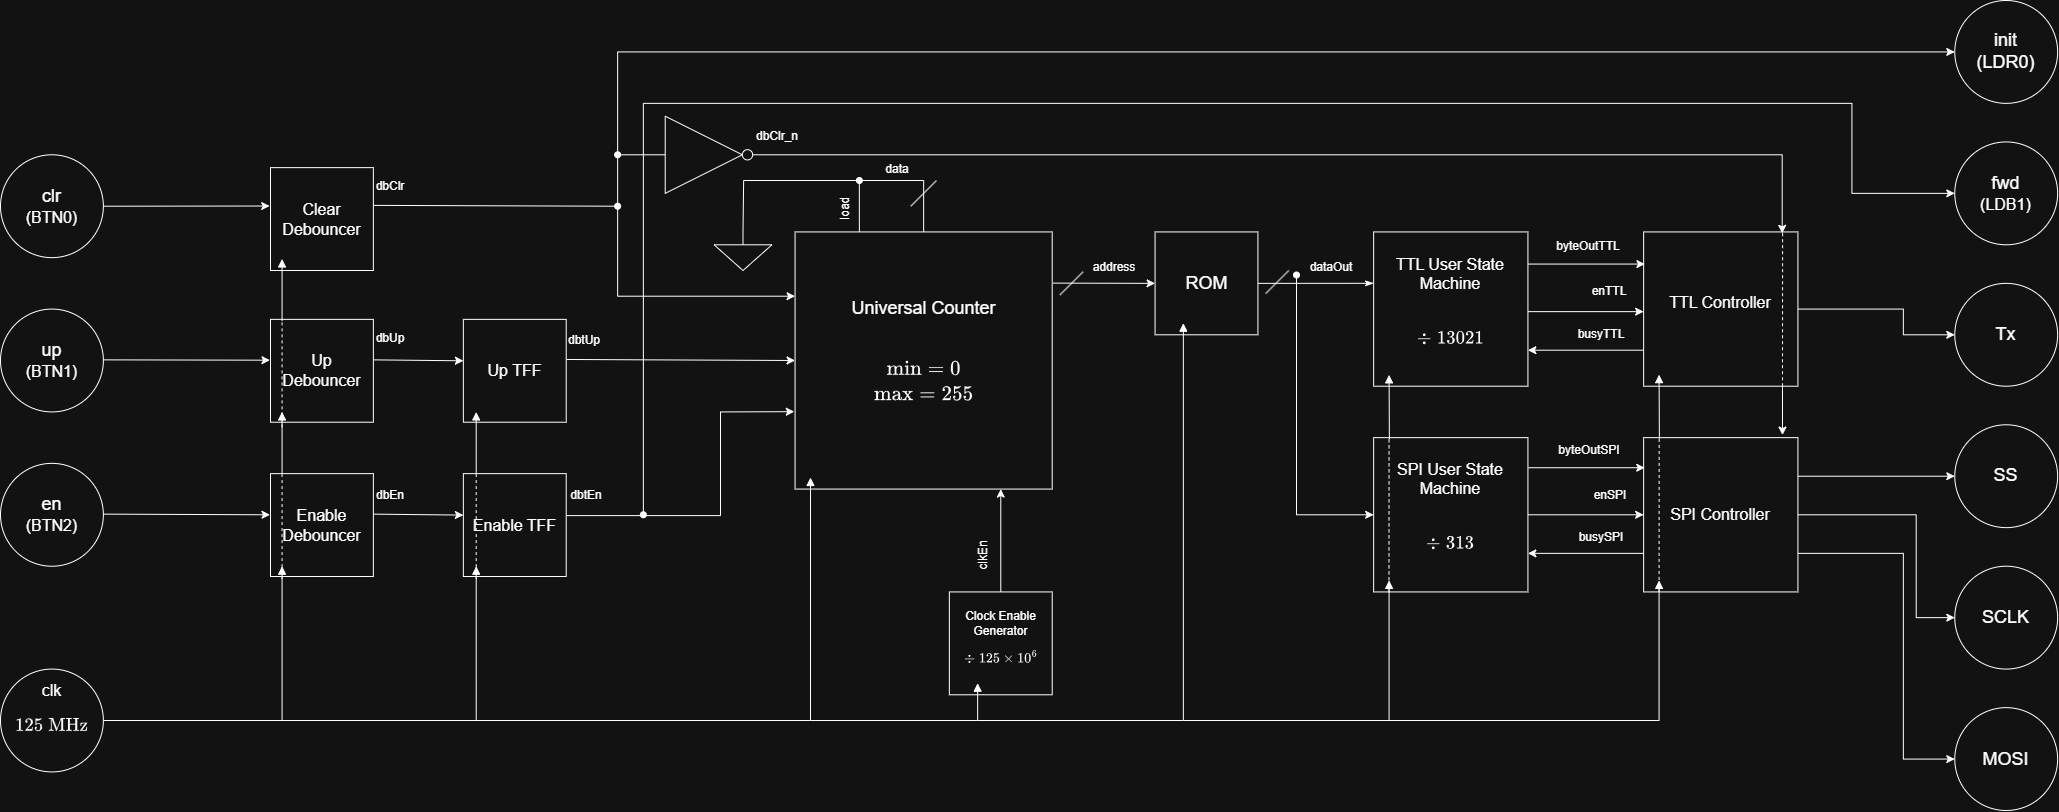 init
(LDR0)
dbClr_n
data
clr
(BTN0)
dbClr
Clear
Debouncer
load
fwd
(LDB1)
address
ROM
dataOut
TTL User State
Machine
÷ 13021
byteOutTTL
enTTL
busyTTL
TTL Controller
Universal Counter
min = 0
max = 255
up
(BTN1)
dbUp
Up
Debouncer
Up TFF
dbtUp
Tx
en
(BTN2)
dbEn
Enable
Debouncer
Enable TFF
dbtEn
clkEn
SPI User State
Machine
÷ 313
byteOutSPI
enSPI
busySPI
SPI Controller
SS
SCLK
Clock Enable
Generator
÷ 125 × 10⁶
clk
125 MHz
MOSI